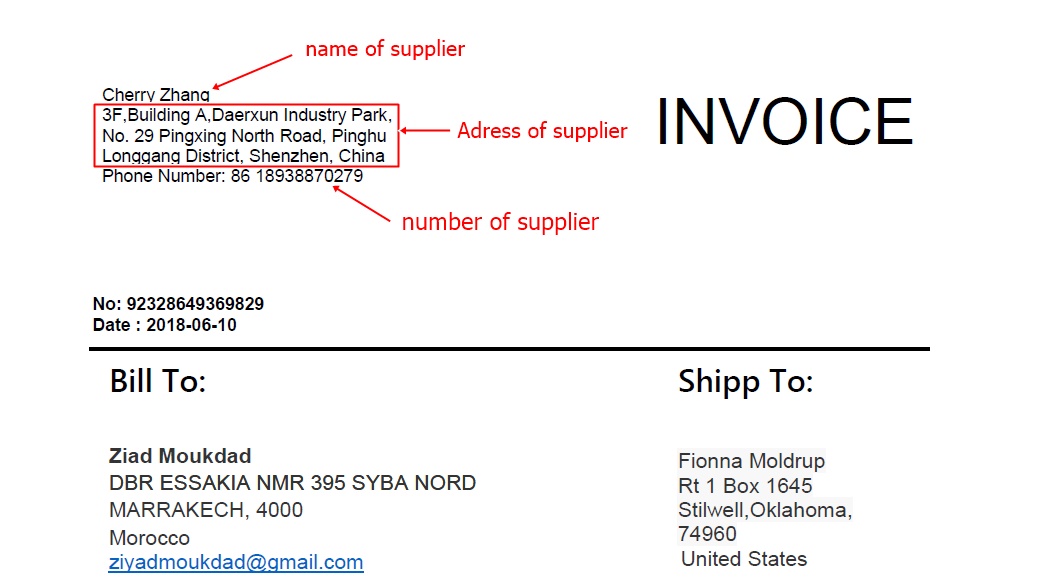 name of supplier
Cherry Zhang
3F,Building A,Daerxun Industry Park,
No. 29 Pingxing North Road, Pinghu
Longgang District, Shenzhen, China
Phone Number: 86 18938870279
Adress of supplier
number of supplier
INVOICE
No: 92328649369829
Date : 2018-06-10
Bill To:
Ziad Moukdad
DBR ESSAKIA NMR 395 SYBA NORD
MARRAKECH, 4000
Morocco
ziyadmoukdad@gmail.com
Shipp To:
Fionna Moldrup
Rt 1 Box 1645
Stilwell,Oklahoma,
74960
United States